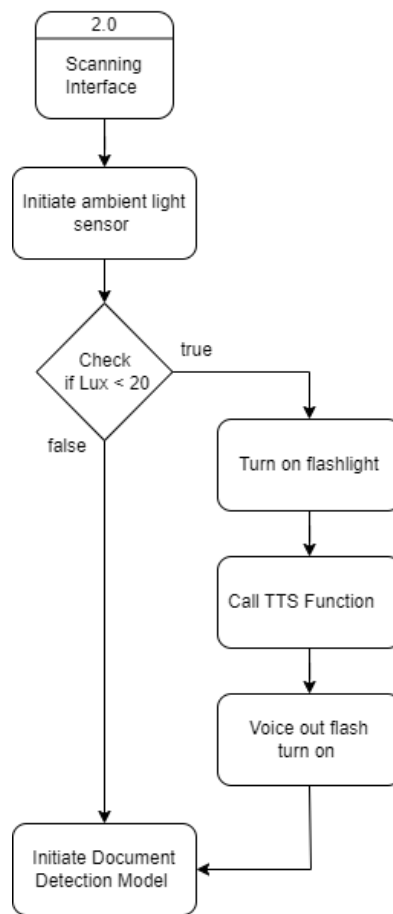 2.0
Scanning
Interface
Initiate ambient light
sensor
Check
if Lux < 20
true
false
Turn on flashlight
Call TTS Function
Voice out flash
turn on
Initiate Document
Detection Model